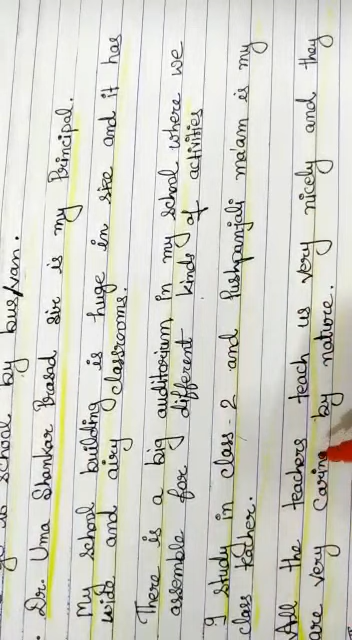 go to school by bus/van.
Dr. Uma Shankar Prasad sir is my Principal.
My school building is huge in size and it has
wide and airy classrooms.
There is a big auditorium in my school where we
assemble for different kinds of activities
I study in class-2 and Pushpanjali ma'am is my
class teacher.
All the teachers teach us very nicely and they
are very caring by nature.